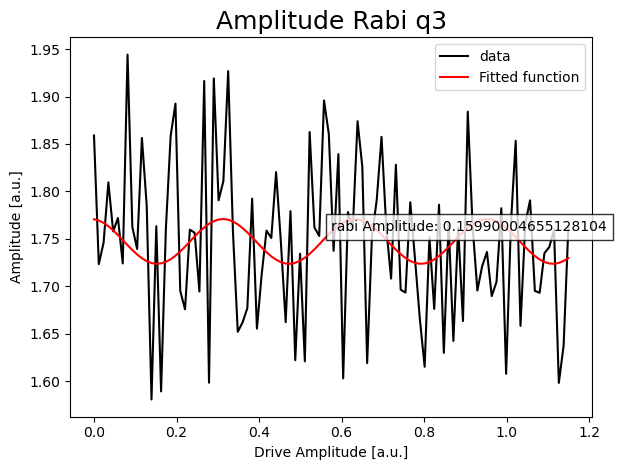 Amplitude Rabi q3
data
Fitted function
rabi Amplitude: 0.15990004655128104
Amplitude [a.u.]
1.95
1.90
1.85
1.80
1.75
1.70
1.65
1.60
0.0 0.2 0.4 0.6 0.8 1.0 1.2
Drive Amplitude [a.u.]